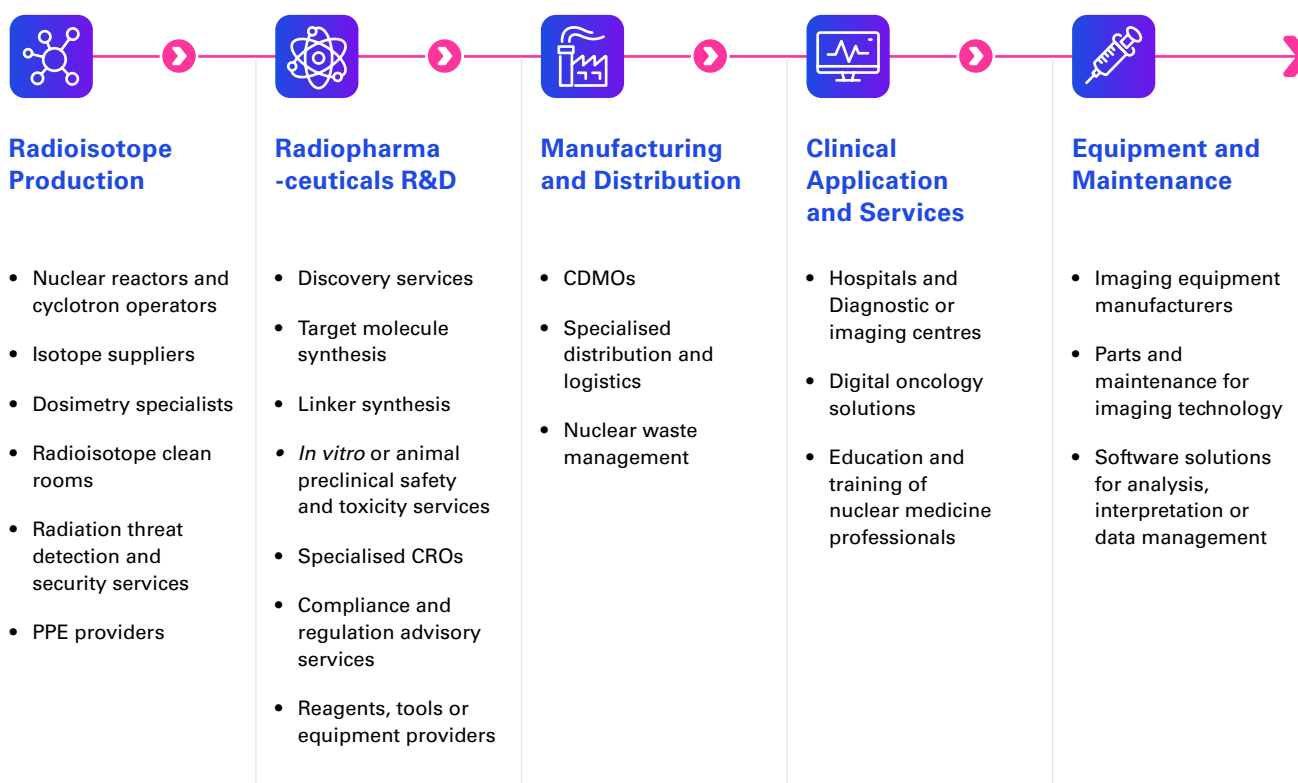 Radioisotope
Production
• Nuclear reactors and
cyclotron operators
• Isotope suppliers
• Dosimetry specialists
• Radioisotope clean
rooms
• Radiation threat
detection and
security services
• PPE providers
Radiopharma
-ceuticals R&D
• Discovery services
• Target molecule
synthesis
• Linker synthesis
• In vitro or animal
preclinical safety
and toxicity services
• Specialised CROs
• Compliance and
regulation advisory
services
• Reagents, tools or
equipment providers
Manufacturing
and Distribution
• CDMOs
• Specialised
distribution and
logistics
• Nuclear waste
management
Clinical
Application
and Services
• Hospitals and
Diagnostic or
imaging centres
• Digital oncology
solutions
• Education and
training of
nuclear medicine
professionals
Equipment and
Maintenance
• Imaging equipment
manufacturers
• Parts and
maintenance for
imaging technology
• Software solutions
for analysis,
interpretation or
data management